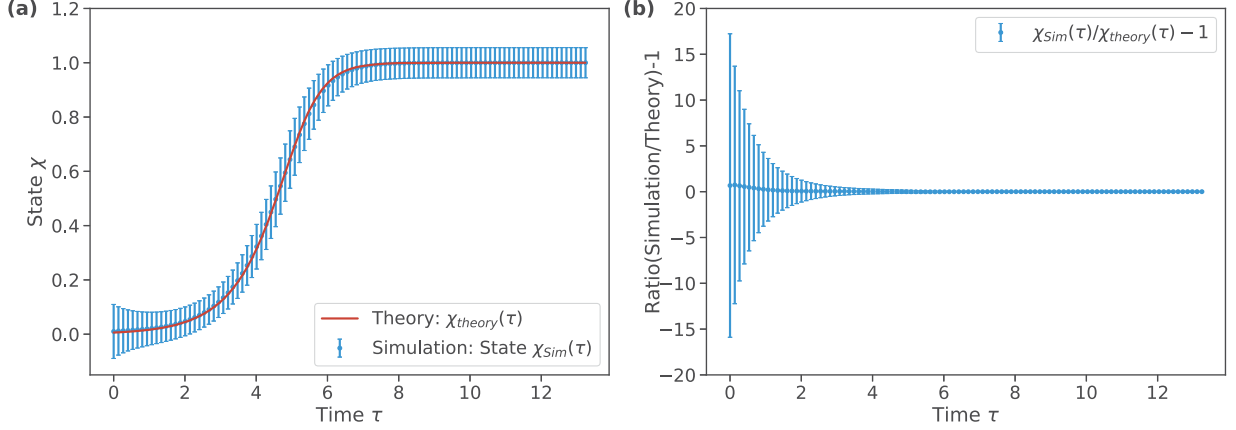 (a)
1.2
1.0
0.8
0.6
0.4
0.2
0.0
State χ
0 2 4 6 8 10 12
Time τ
Theory: χ_theory(τ)
Simulation: State χ_Sim(τ)
(b)
20
15
10
5
0
−5
−10
−15
−20
Ratio(Simulation/Theory)-1
0 2 4 6 8 10 12
Time τ
χ_Sim(τ)/χ_theory(τ) − 1